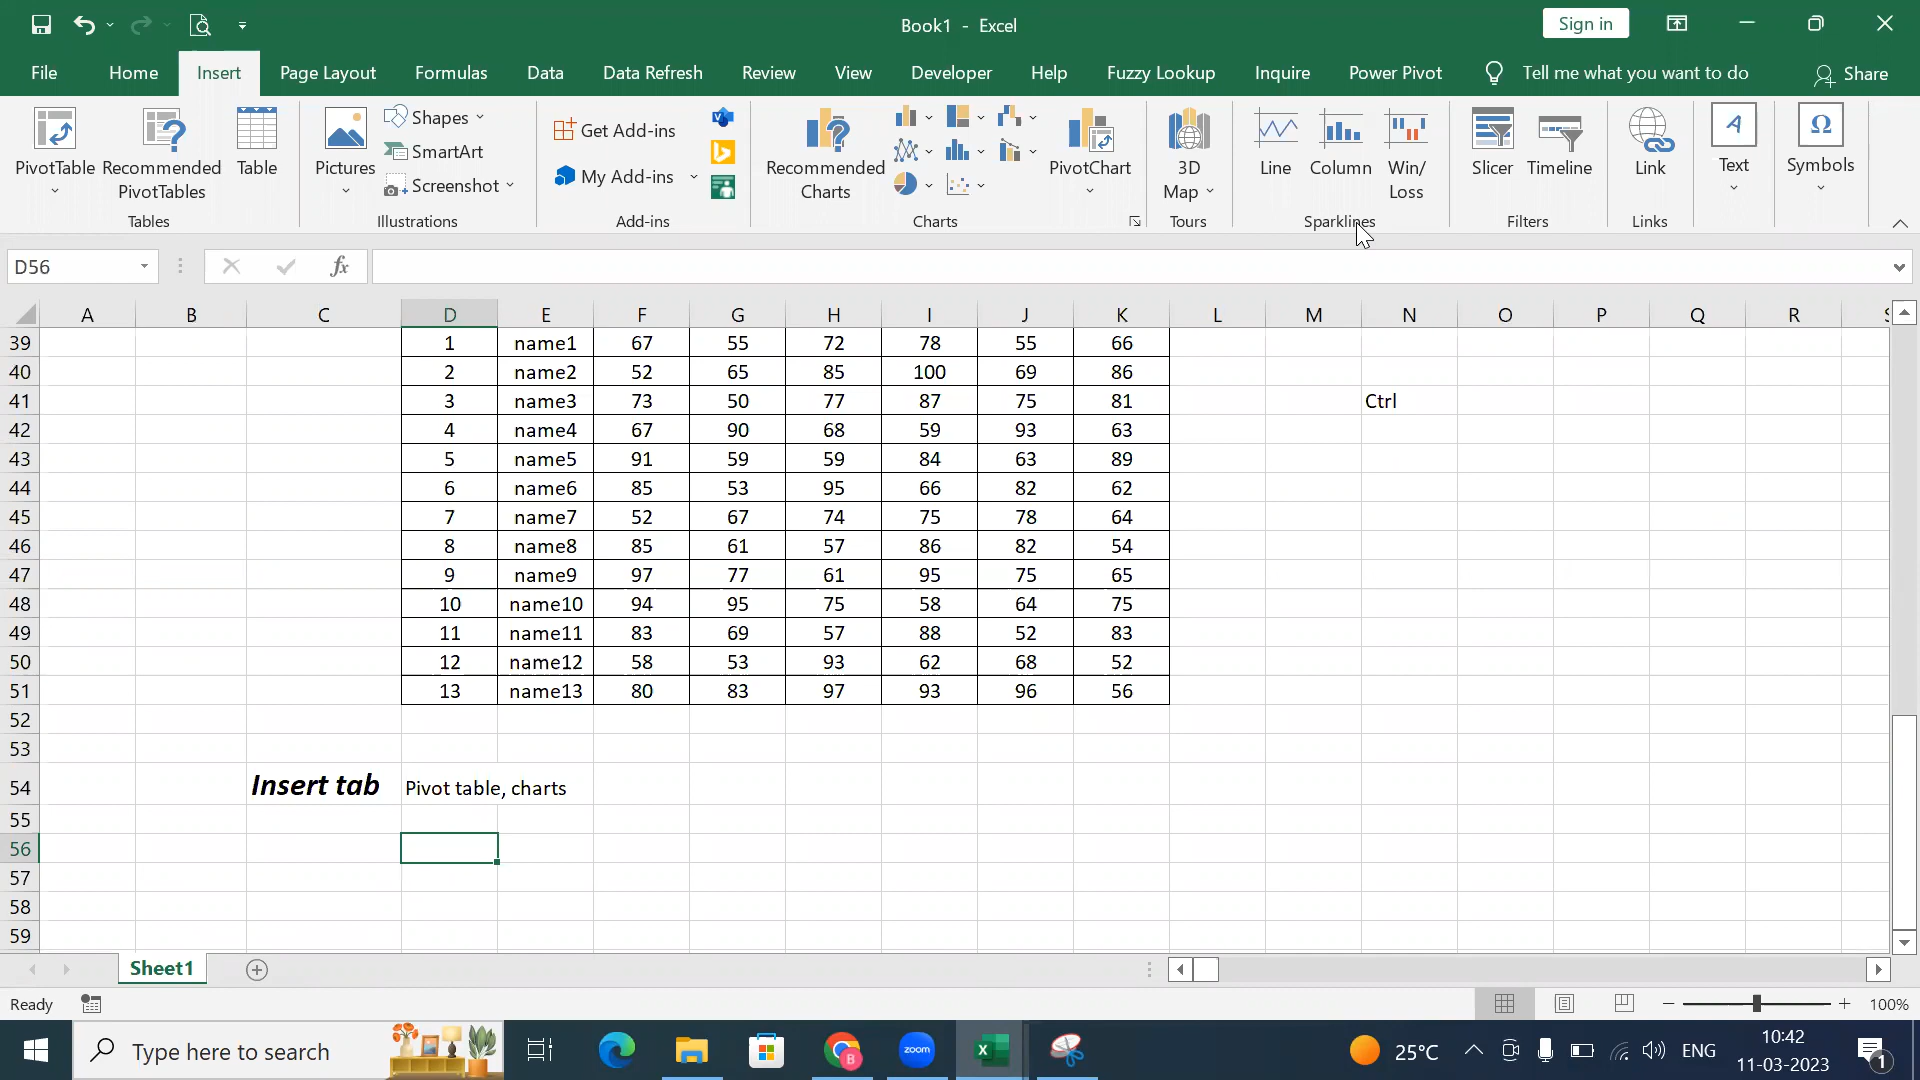 Book1 - Excel
Sign in
File Home Insert Page Layout Formulas Data Data Refresh Review View Developer Help Fuzzy Lookup Inquire Power Pivot Tell me what you want to do Share
PivotTable
Recommended PivotTables
Table
Tables
Pictures
Shapes
SmartArt
Screenshot
Illustrations
Get Add-ins
My Add-ins
Add-ins
Recommended Charts
PivotChart
Charts
3D Map
Tours
Line
Column
Win/ Loss
Sparklines
Slicer
Timeline
Filters
Link
Links
Text
Symbols
D56 fx
A B C D E F G H I J K L M N O P Q R
39 1 name1 67 55 72 78 55 66
40 2 name2 52 65 85 100 69 86
41 3 name3 73 50 77 87 75 81 Ctrl
42 4 name4 67 90 68 59 93 63
43 5 name5 91 59 59 84 63 89
44 6 name6 85 53 95 66 82 62
45 7 name7 52 67 74 75 78 64
46 8 name8 85 61 57 86 82 54
47 9 name9 97 77 61 95 75 65
48 10 name10 94 95 75 58 64 75
49 11 name11 83 69 57 88 52 83
50 12 name12 58 53 93 62 68 52
51 13 name13 80 83 97 93 96 56
52
53
54 Insert tab Pivot table, charts
55
56
57
58
59
Sheet1
Ready 100%
Type here to search zoom 25°C ENG 10:42
11-03-2023 1